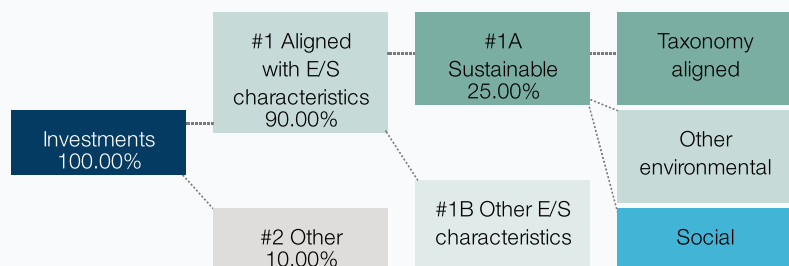 Investments
100.00%
#1 Aligned
with E/S
characteristics
90.00%
#2 Other
10.00%
#1A
Sustainable
25.00%
#1B Other E/S
characteristics
Taxonomy
aligned
Other
environmental
Social